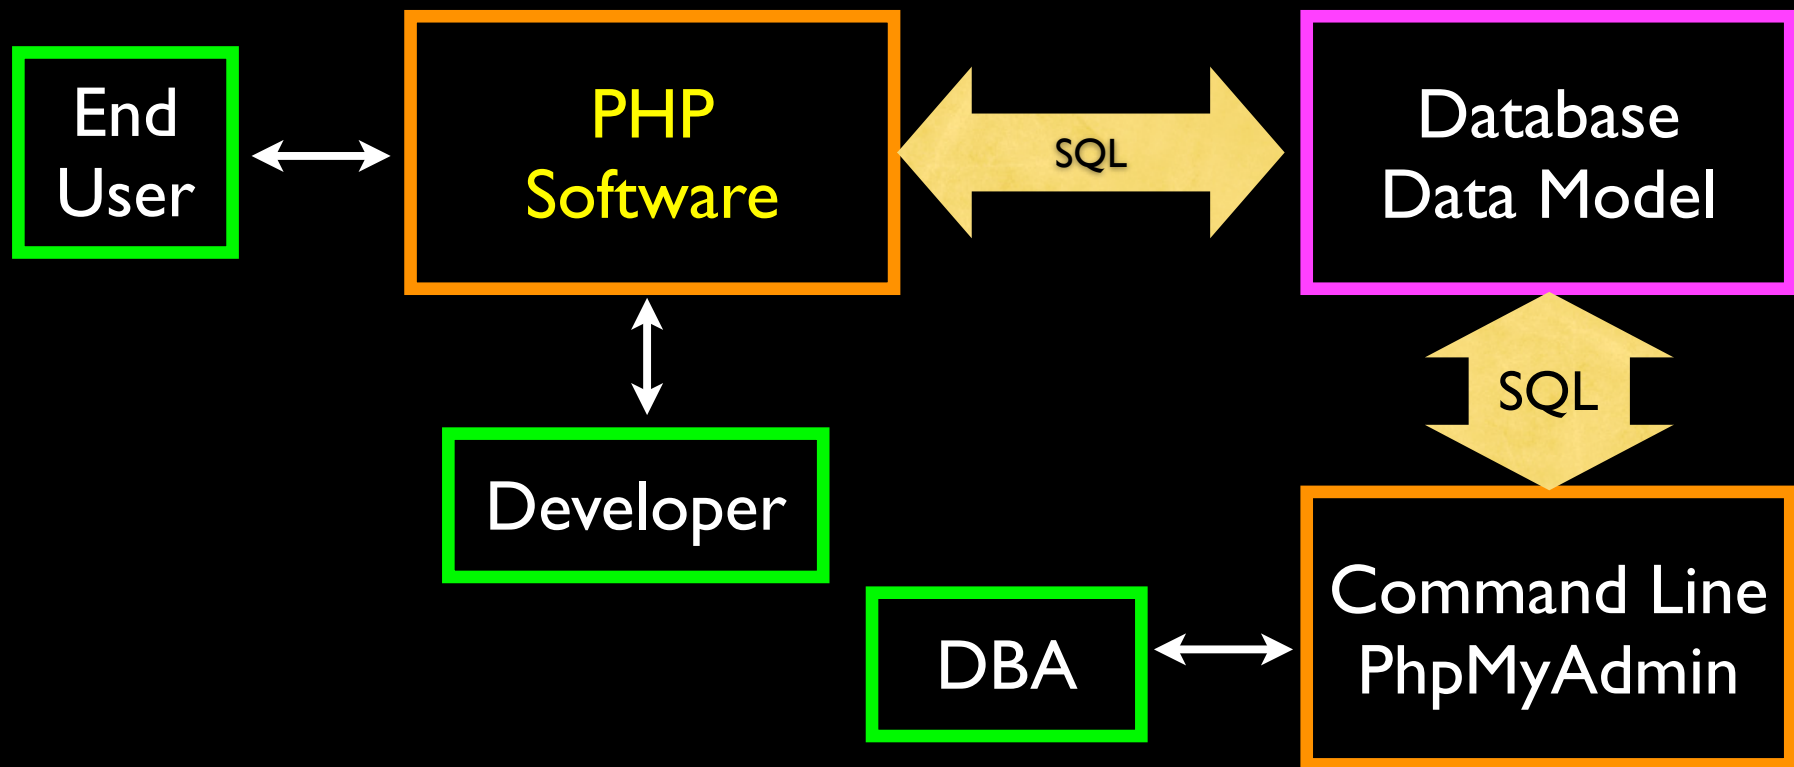 End
User
PHP
Software
SQL
Database
Data Model
SQL
Developer
DBA
Command Line
PhpMyAdmin